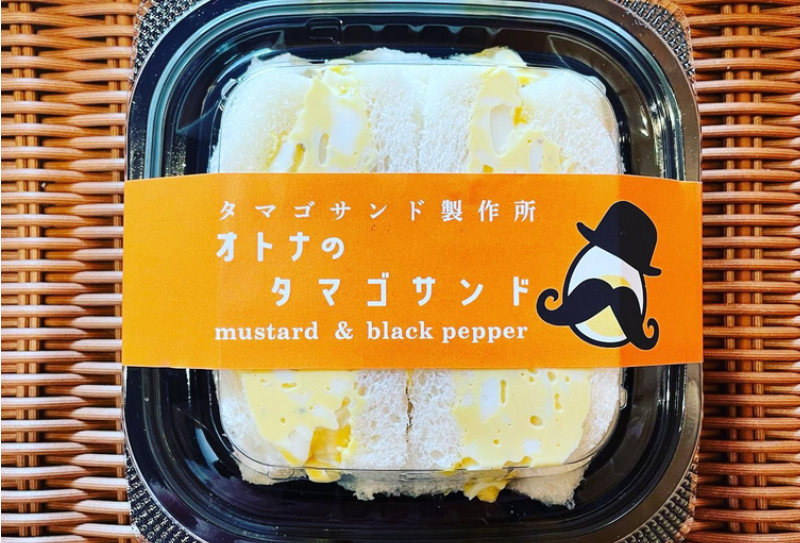 タマゴサンド製作所
オトナの
タマゴサンド
mustard & black pepper